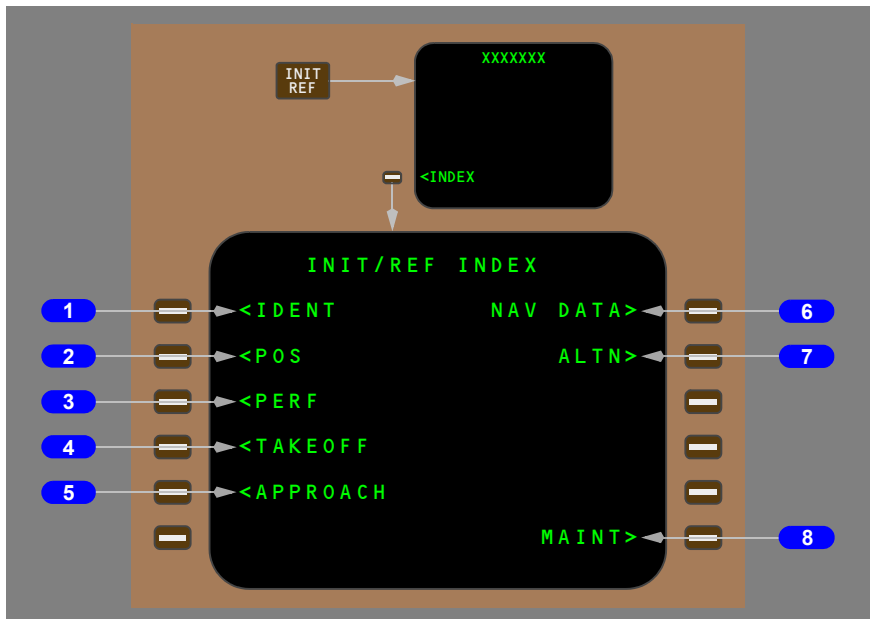 XXXXXXX
INIT
REF
<INDEX
INIT/REF INDEX
1 <IDENT NAV DATA> 6
2 <POS ALTN> 7
3 <PERF
4 <TAKEOFF
5 <APPROACH
MAINT> 8